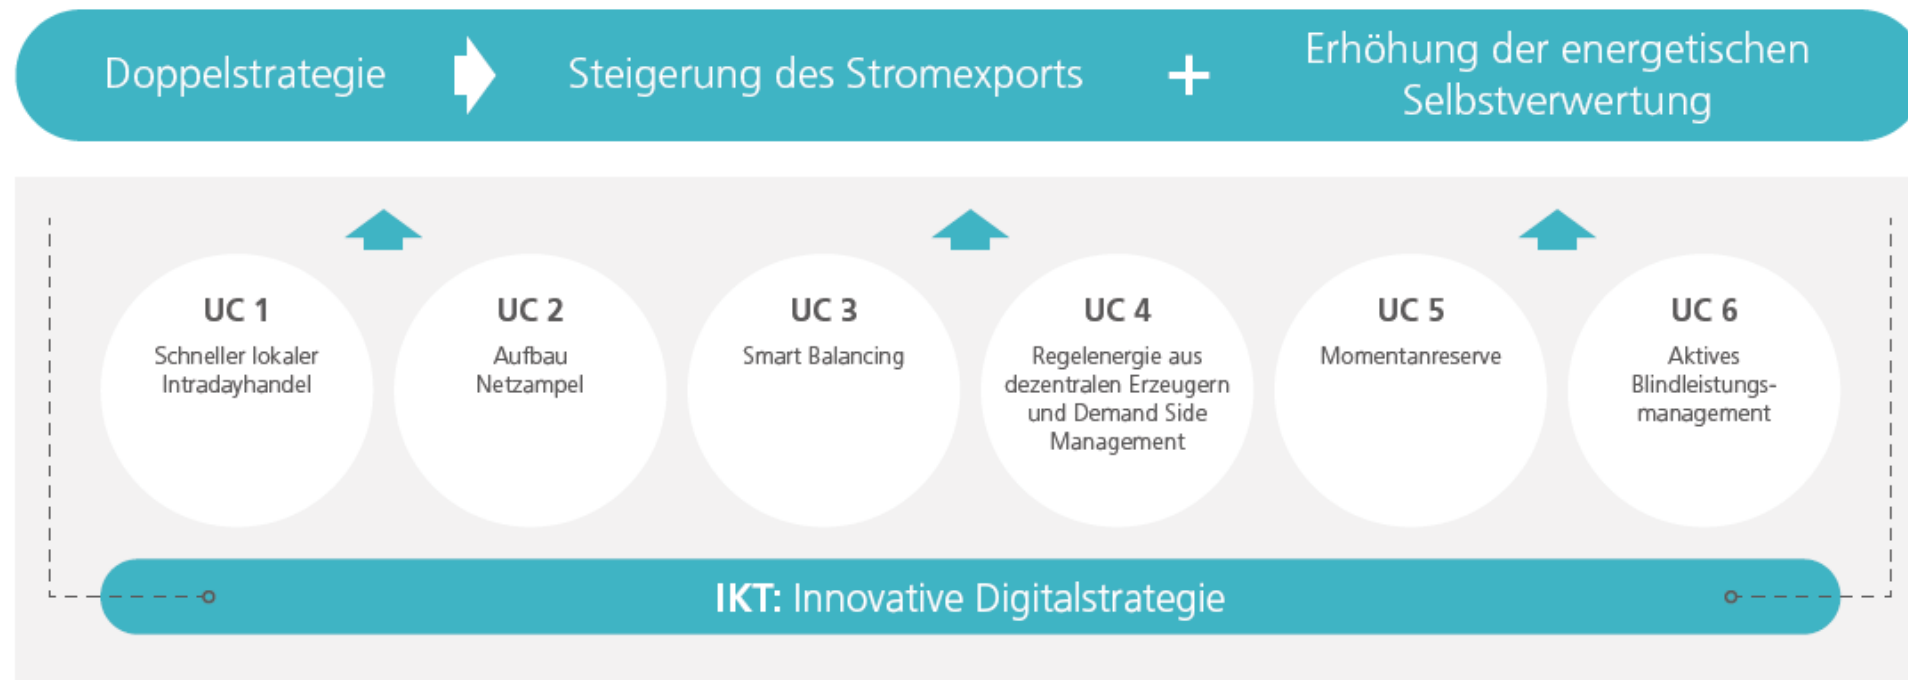 Doppelstrategie
Steigerung des Stromexports
+
Erhöhung der energetischen
Selbstverwertung
UC 1
Schneller lokaler
Intradayhandel
UC 2
Aufbau
Netzampel
UC 3
Smart Balancing
UC 4
Regelenergie aus
dezentralen Erzeugern
und Demand Side
Management
UC 5
Momentanreserve
UC 6
Aktives
Blindleistungs-
management
IKT: Innovative Digitalstrategie